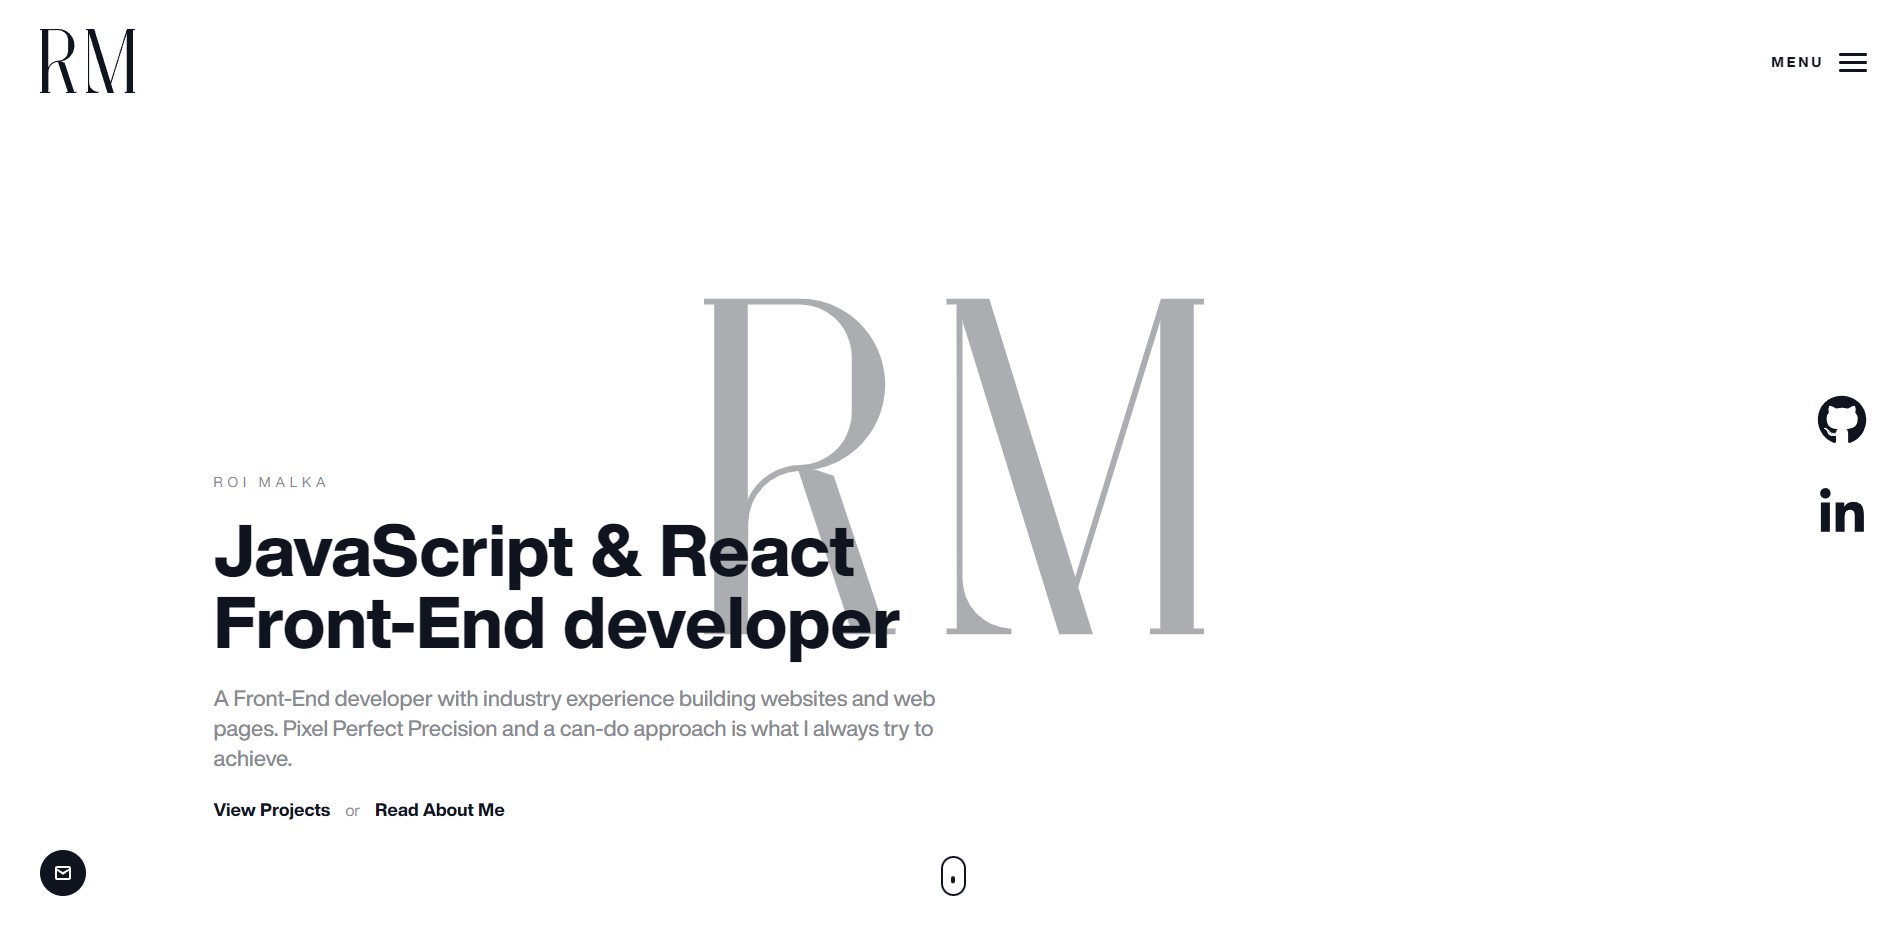 RM
MENU
RM
ROI MALKA
JavaScript & React
Front-End developer
A Front-End developer with industry experience building websites and web
pages. Pixel Perfect Precision and a can-do approach is what I always try to
achieve.
View Projects or Read About Me
in